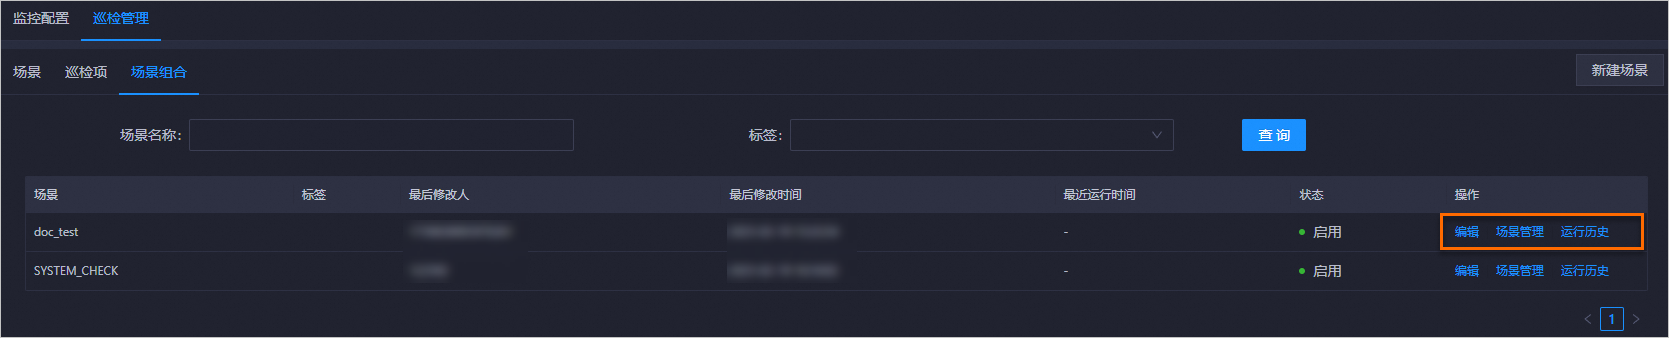 监控配置 巡检管理
场景 巡检项 场景组合 新建场景
场景名称: 标签: 查 询
场景 标签 最后修改人 最后修改时间 最近运行时间 状态 操作
doc_test - 启用 编辑 场景管理 运行历史
SYSTEM_CHECK - 启用 编辑 场景管理 运行历史
< 1 >